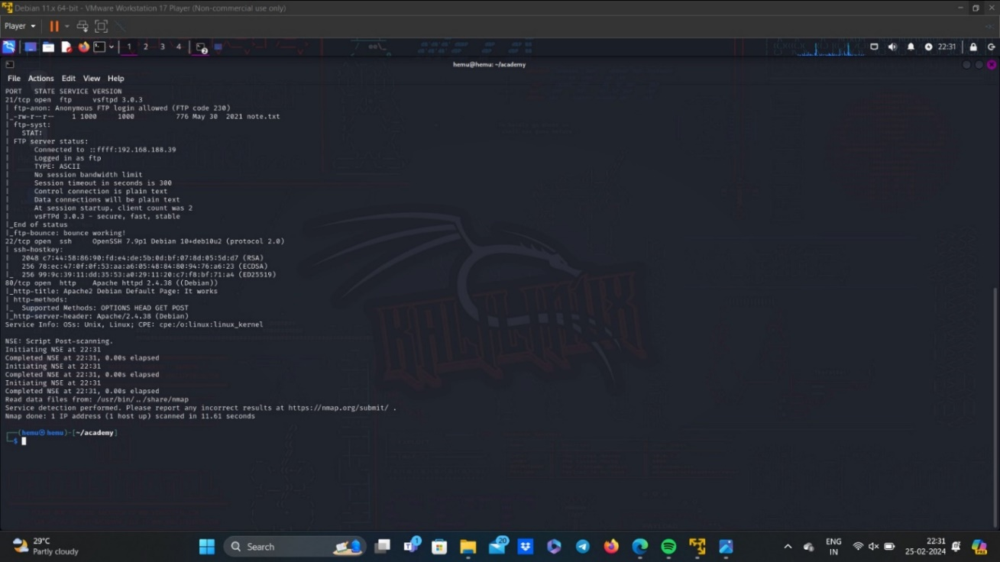 Debian 11.x 64-bit - VMware Workstation 17 Player (Non-commercial use only)
Player
1 2 3 4
22:31
hemu@hemu: ~/academy
File Actions Edit View Help
PORT STATE SERVICE VERSION
21/tcp open ftp vsftpd 3.0.3
| ftp-anon: Anonymous FTP login allowed (FTP code 230)
|_-rw-r--r-- 1 1000 1000 776 May 30 2021 note.txt
| ftp-syst:
| STAT:
| FTP server status:
| Connected to ::ffff:192.168.188.39
| Logged in as ftp
| TYPE: ASCII
| No session bandwidth limit
| Session timeout in seconds is 300
| Control connection is plain text
| Data connections will be plain text
| At session startup, client count was 2
| vsFTPd 3.0.3 - secure, fast, stable
|_End of status
|_ftp-bounce: bounce working!
22/tcp open ssh OpenSSH 7.9p1 Debian 10+deb10u2 (protocol 2.0)
| ssh-hostkey:
| 2048 c7:44:58:86:90:fd:e4:de:5b:0d:bf:07:8d:05:5d:d7 (RSA)
| 256 78:ec:47:0f:0f:53:aa:a6:05:48:84:80:94:76:a6:23 (ECDSA)
|_ 256 99:9c:39:11:dd:35:53:a0:29:11:20:c7:f8:bf:71:a4 (ED25519)
80/tcp open http Apache httpd 2.4.38 ((Debian))
|_http-title: Apache2 Debian Default Page: It works
| http-methods:
|_ Supported Methods: OPTIONS HEAD GET POST
|_http-server-header: Apache/2.4.38 (Debian)
Service Info: OSs: Unix, Linux; CPE: cpe:/o:linux:linux_kernel
NSE: Script Post-scanning.
Initiating NSE at 22:31
Completed NSE at 22:31, 0.00s elapsed
Initiating NSE at 22:31
Completed NSE at 22:31, 0.00s elapsed
Initiating NSE at 22:31
Completed NSE at 22:31, 0.00s elapsed
Read data files from: /usr/bin/../share/nmap
Service detection performed. Please report any incorrect results at https://nmap.org/submit/ .
Nmap done: 1 IP address (1 host up) scanned in 11.61 seconds
(hemu㉿hemu)-[~/academy]
$
KALI LINUX
29°C
Partly cloudy
Search
1
20
ENG
IN
22:31
25-02-2024